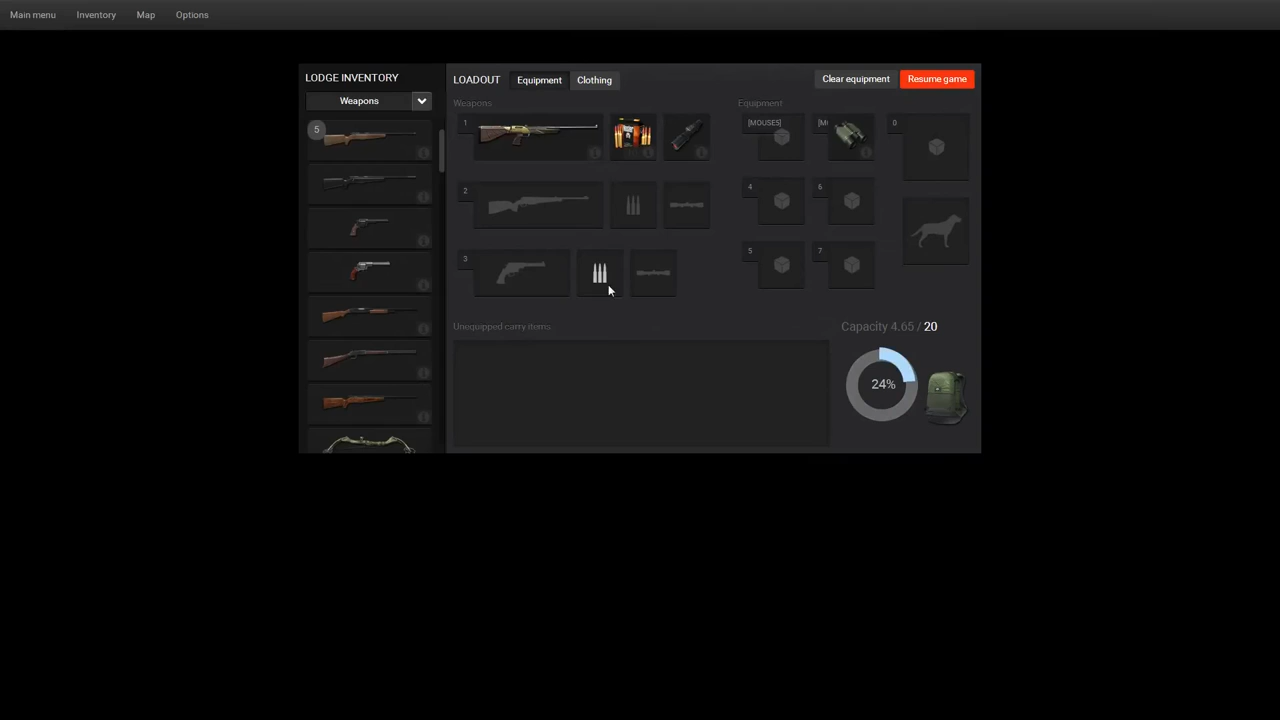 Main menu Inventory Map Options
LODGE INVENTORY
Weapons
5
LOADOUT Equipment Clothing
Clear equipment Resume game
Weapons
Equipment
1
2
3
[MOUSE5]
[M
0
4
6
5
7
Unequipped carry items
Capacity 4.65 / 20
24%